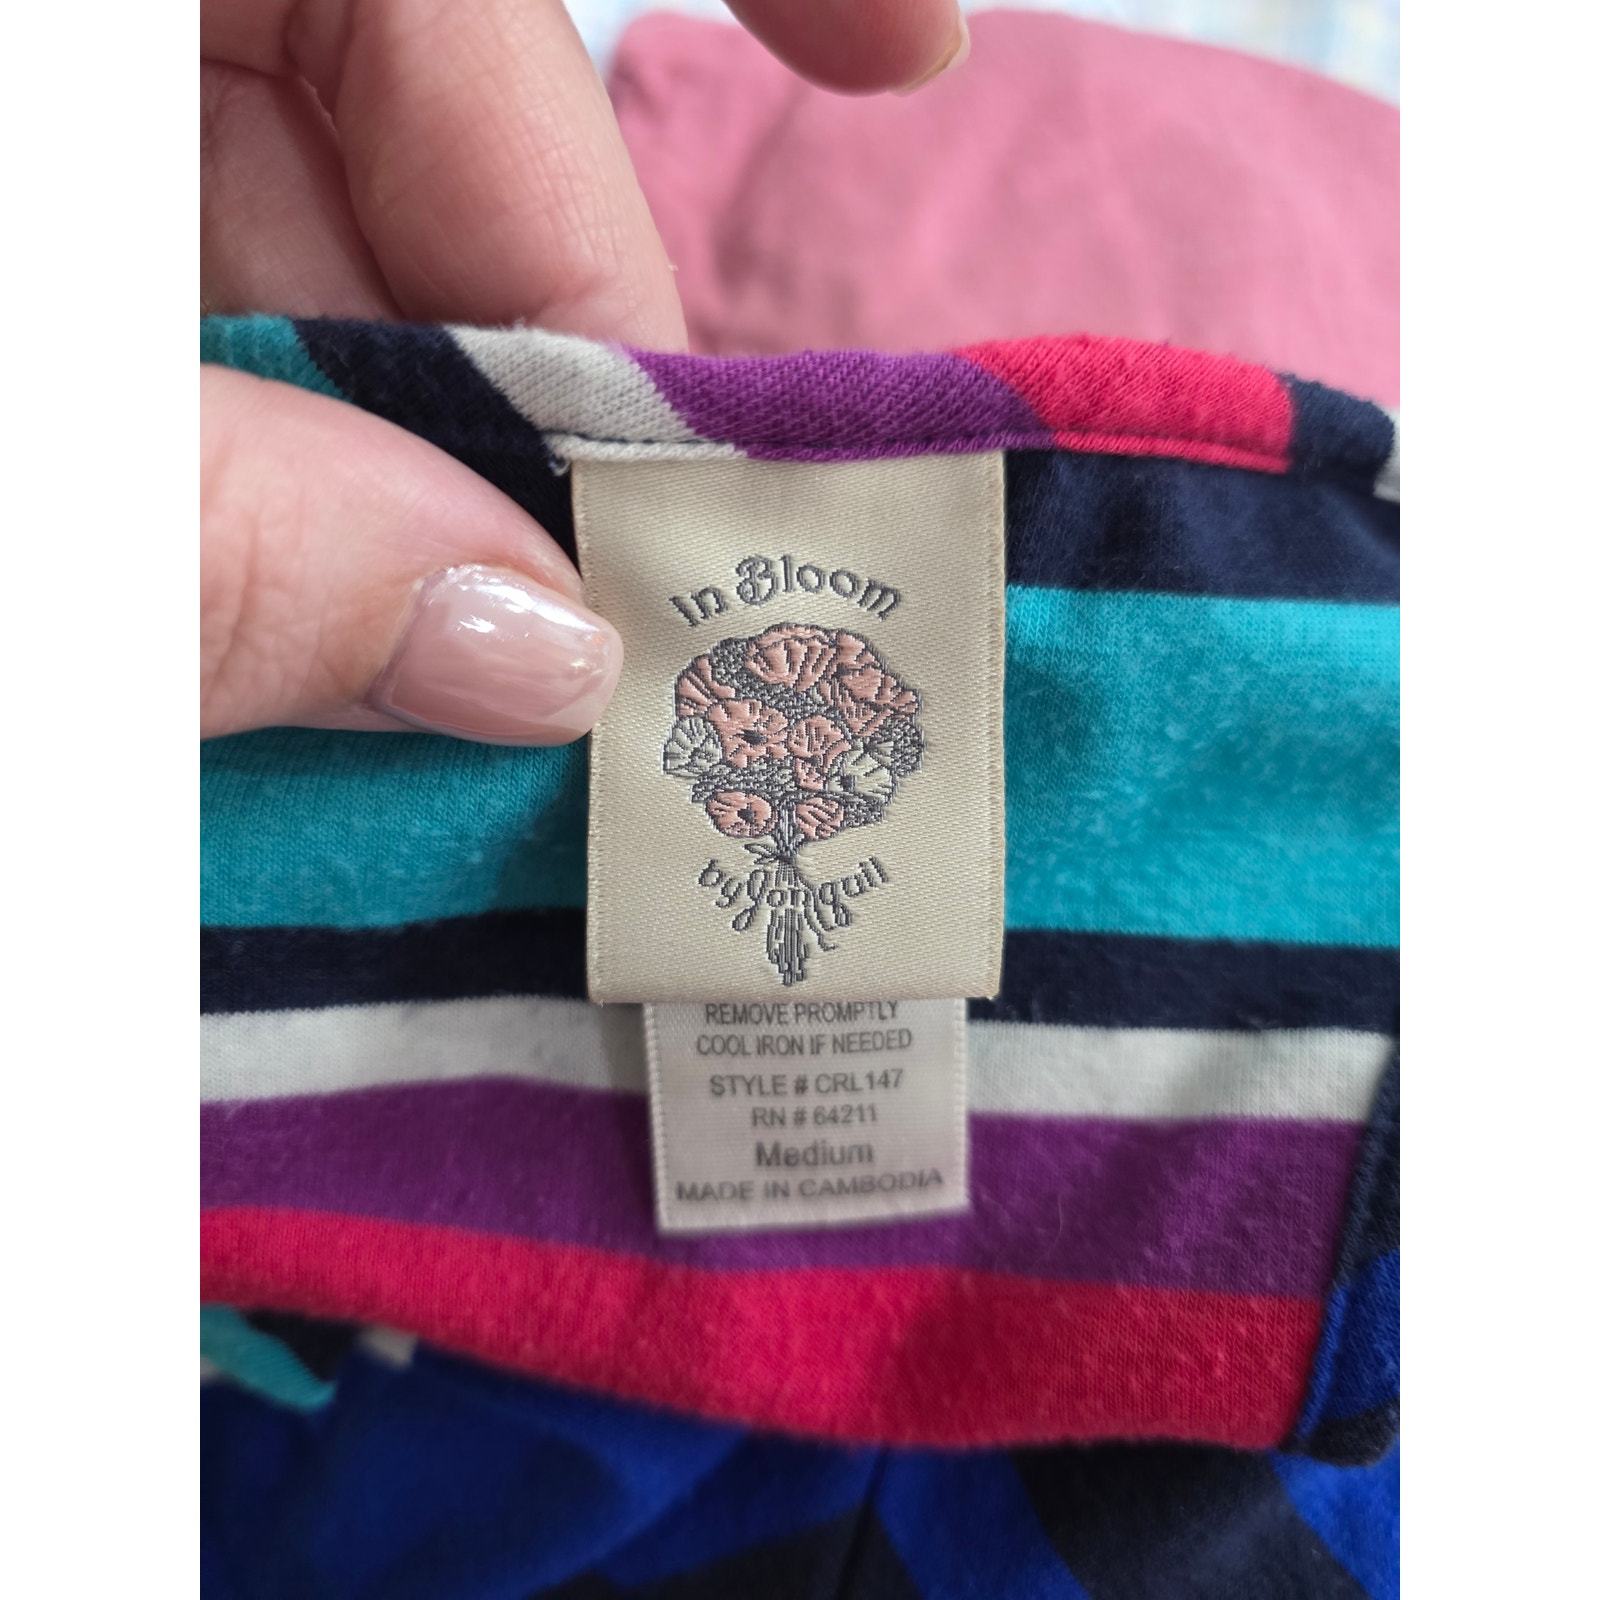 In Bloom
by Jonquil
REMOVE PROMPTLY
COOL IRON IF NEEDED
STYLE # CRL147
RN # 64211
Medium
MADE IN CAMBODIA